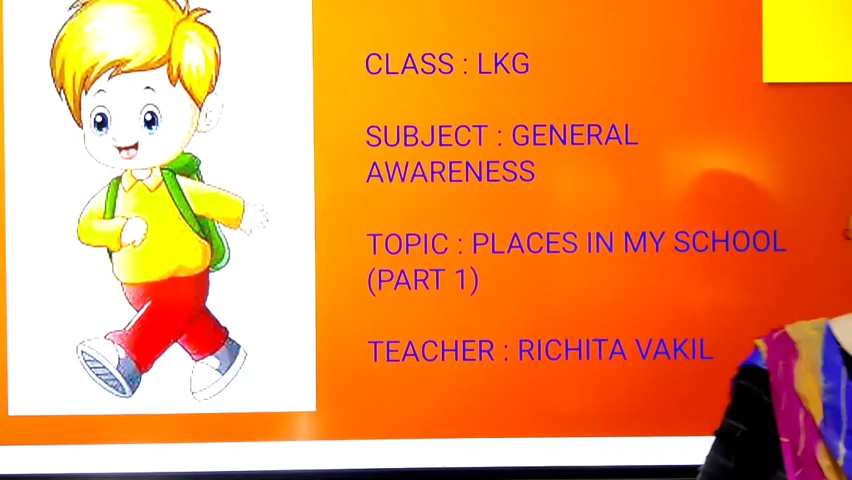 CLASS : LKG
SUBJECT : GENERAL
AWARENESS
TOPIC : PLACES IN MY SCHOOL
(PART 1)
TEACHER : RICHITA VAKIL